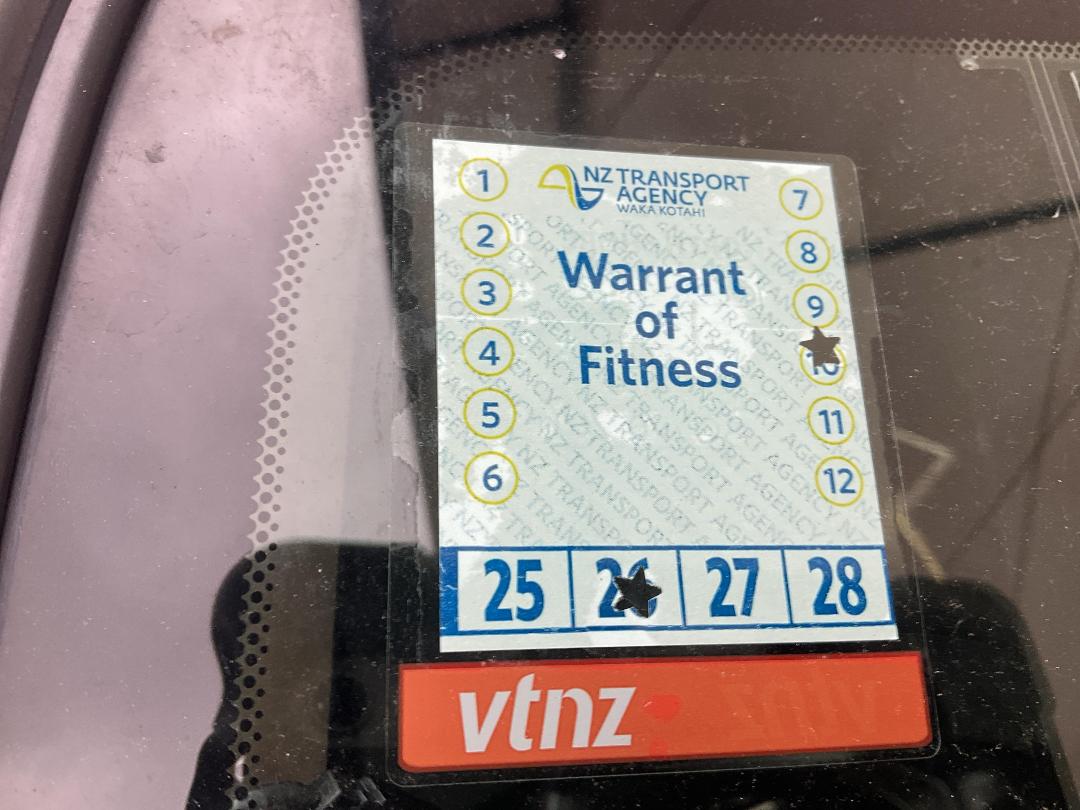 NZ TRANSPORT
AGENCY
WAKA KOTAHI
Warrant
of
Fitness
1
2
3
4
5
6
7
8
9
10
11
12
25 26 27 28
vtnz